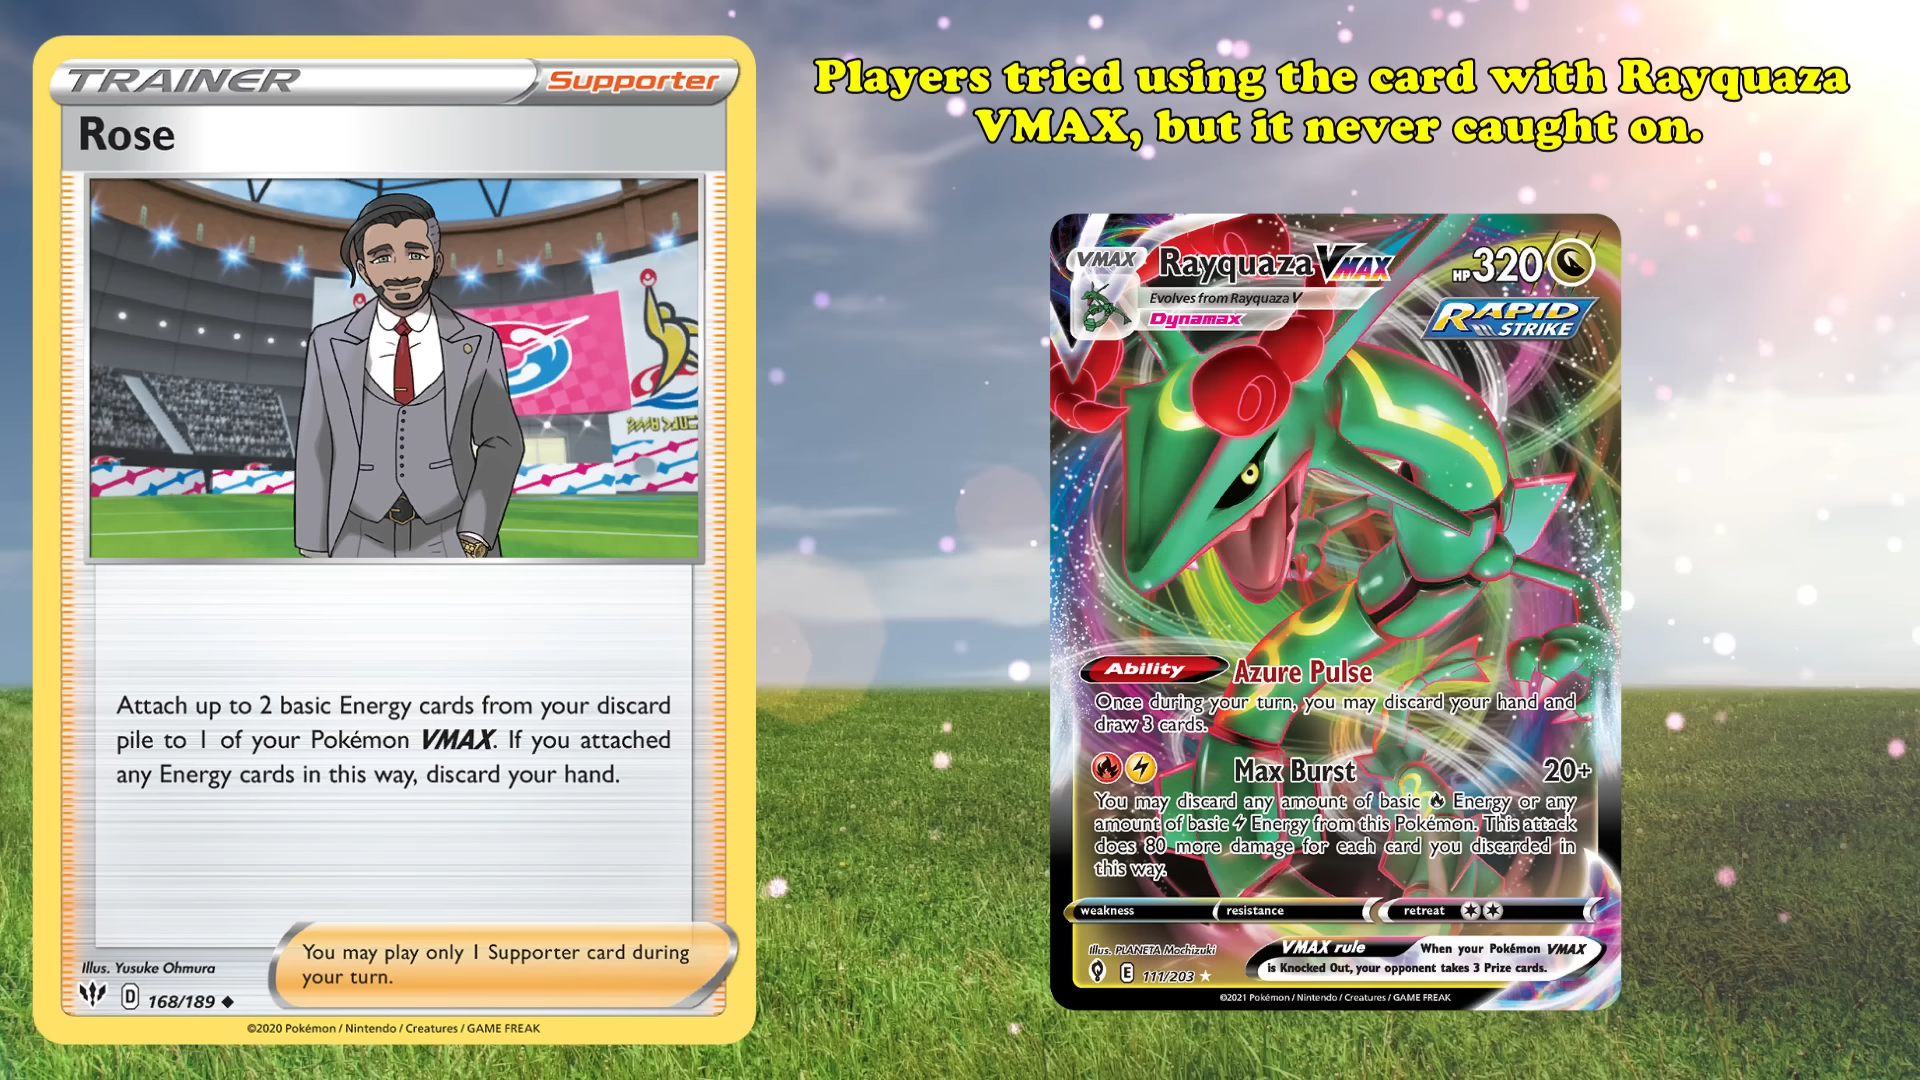 Players tried using the card with Rayquaza
VMAX, but it never caught on.
TRAINER
Supporter
Rose
Attach up to 2 basic Energy cards from your discard
pile to 1 of your Pokémon VMAX. If you attached
any Energy cards in this way, discard your hand.
You may play only 1 Supporter card during
your turn.
Illus. Yusuke Ohmura
D 168/189
©2020 Pokémon / Nintendo / Creatures / GAME FREAK
VMAX
Rayquaza VMAX
HP 320
Evolves from Rayquaza V
Dynamax
RAPID
STRIKE
Ability Azure Pulse
Once during your turn, you may discard your hand and
draw 3 cards.
Max Burst 20+
You may discard any amount of basic Energy or any
amount of basic Energy from this Pokémon. This attack
does 80 more damage for each card you discarded in
this way.
weakness resistance retreat
Illus. PLANETA Mochizuki
E 111/203
VMAX rule When your Pokémon VMAX
is Knocked Out, your opponent takes 3 Prize cards.
©2021 Pokémon / Nintendo / Creatures / GAME FREAK